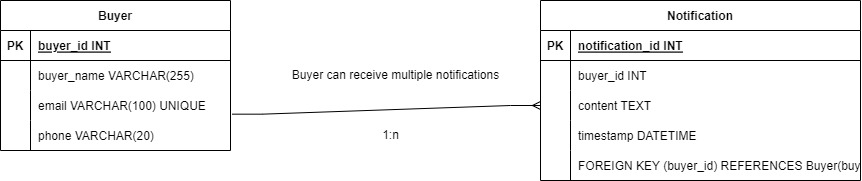 Buyer
PK buyer_id INT
buyer_name VARCHAR(255)
email VARCHAR(100) UNIQUE
phone VARCHAR(20)
Buyer can receive multiple notifications
1:n
Notification
PK notification_id INT
buyer_id INT
content TEXT
timestamp DATETIME
FOREIGN KEY (buyer_id) REFERENCES Buyer(buy